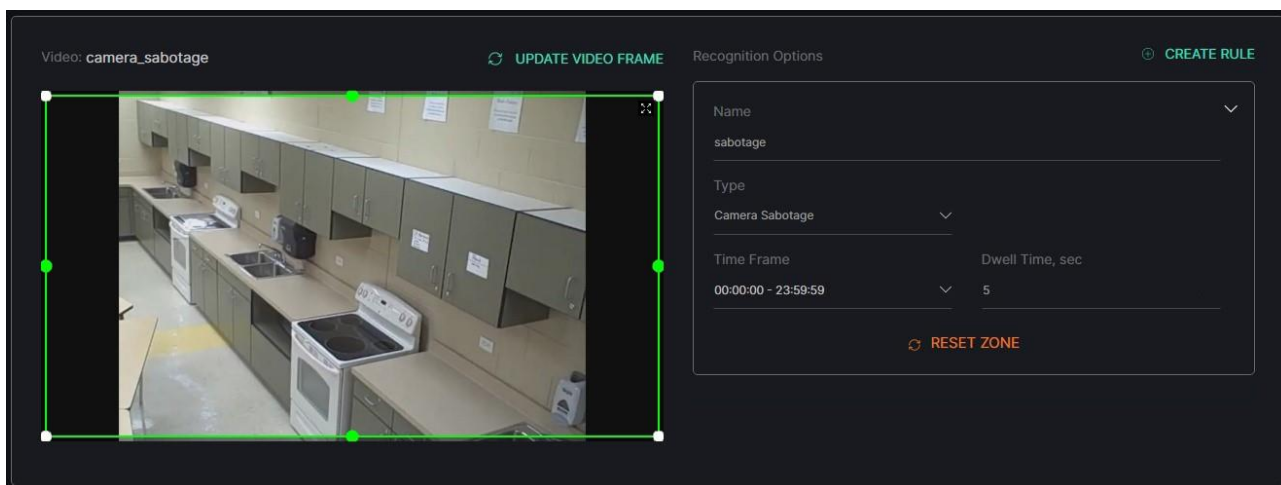 Video: camera_sabotage
UPDATE VIDEO FRAME
Recognition Options
CREATE RULE
Name
sabotage
Type
Camera Sabotage
Time Frame
Dwell Time, sec
00:00:00 - 23:59:59
5
RESET ZONE